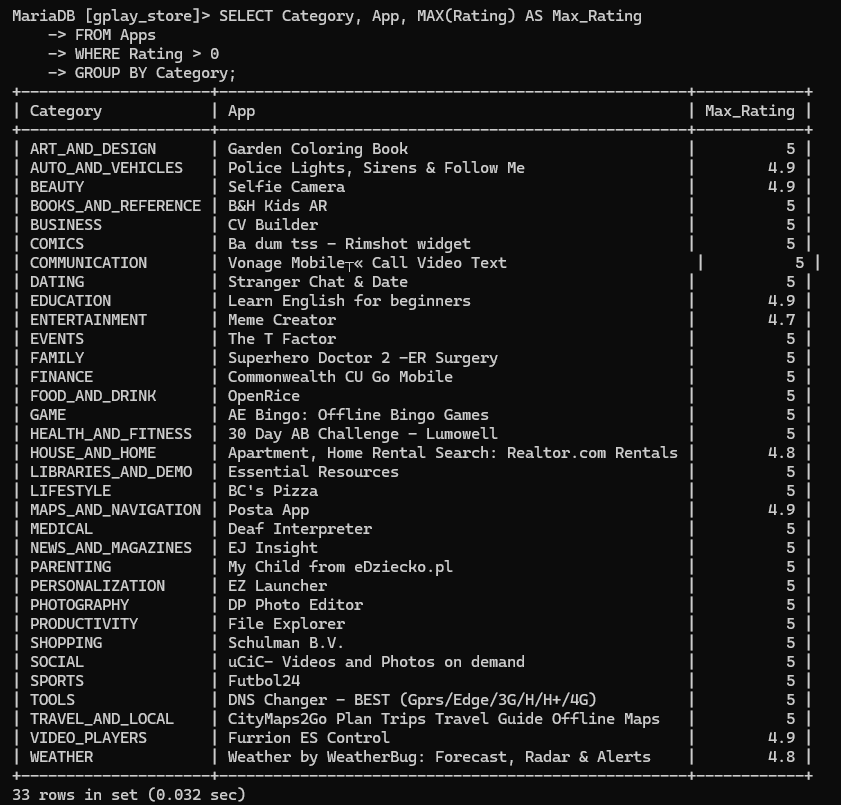 MariaDB [gplay_store]> SELECT Category, App, MAX(Rating) AS Max_Rating
    -> FROM Apps
    -> WHERE Rating > 0
    -> GROUP BY Category;
+---------------------+----------------------------------------------------+------------+
| Category            | App                                                | Max_Rating |
+---------------------+----------------------------------------------------+------------+
| ART_AND_DESIGN      | Garden Coloring Book                               |          5 |
| AUTO_AND_VEHICLES   | Police Lights, Sirens & Follow Me                  |        4.9 |
| BEAUTY              | Selfie Camera                                      |        4.9 |
| BOOKS_AND_REFERENCE | B&H Kids AR                                        |          5 |
| BUSINESS            | CV Builder                                         |          5 |
| COMICS              | Ba dum tss - Rimshot widget                        |          5 |
| COMMUNICATION       | Vonage Mobile┬« Call Video Text                     |          5 |
| DATING              | Stranger Chat & Date                               |          5 |
| EDUCATION           | Learn English for beginners                        |        4.9 |
| ENTERTAINMENT       | Meme Creator                                       |        4.7 |
| EVENTS              | The T Factor                                       |          5 |
| FAMILY              | Superhero Doctor 2 -ER Surgery                     |          5 |
| FINANCE             | Commonwealth CU Go Mobile                          |          5 |
| FOOD_AND_DRINK      | OpenRice                                           |          5 |
| GAME                | AE Bingo: Offline Bingo Games                      |          5 |
| HEALTH_AND_FITNESS  | 30 Day AB Challenge - Lumowell                     |          5 |
| HOUSE_AND_HOME      | Apartment, Home Rental Search: Realtor.com Rentals |        4.8 |
| LIBRARIES_AND_DEMO  | Essential Resources                                |          5 |
| LIFESTYLE           | BC's Pizza                                         |          5 |
| MAPS_AND_NAVIGATION | Posta App                                          |        4.9 |
| MEDICAL             | Deaf Interpreter                                   |          5 |
| NEWS_AND_MAGAZINES  | EJ Insight                                         |          5 |
| PARENTING           | My Child from eDziecko.pl                          |          5 |
| PERSONALIZATION     | EZ Launcher                                        |          5 |
| PHOTOGRAPHY         | DP Photo Editor                                    |          5 |
| PRODUCTIVITY        | File Explorer                                      |          5 |
| SHOPPING            | Schulman B.V.                                      |          5 |
| SOCIAL              | uCiC- Videos and Photos on demand                  |          5 |
| SPORTS              | Futbol24                                           |          5 |
| TOOLS               | DNS Changer - BEST (Gprs/Edge/3G/H/H+/4G)          |          5 |
| TRAVEL_AND_LOCAL    | CityMaps2Go Plan Trips Travel Guide Offline Maps   |          5 |
| VIDEO_PLAYERS       | Furrion ES Control                                 |        4.9 |
| WEATHER             | Weather by WeatherBug: Forecast, Radar & Alerts    |        4.8 |
+---------------------+----------------------------------------------------+------------+
33 rows in set (0.032 sec)